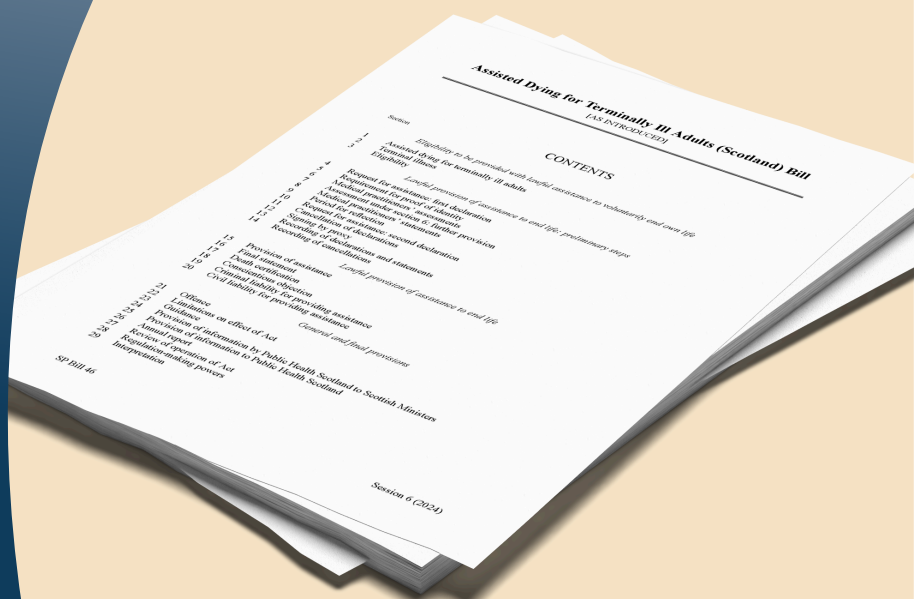 Assisted Dying for Terminally Ill Adults (Scotland) Bill
[AS INTRODUCED]
CONTENTS
Section
Eligibility to be provided with lawful assistance to voluntarily end own life
1 Assisted dying for terminally ill adults
2 Terminal illness
3 Eligibility
Lawful provision of assistance to end life: preliminary steps
4 Request for assistance: first declaration
5 Requirement for proof of identity
6 Medical practitioners' assessments
7 Assessment under section 6: further provision
8 Medical practitioners' statements
9 Period for reflection
10 Request for assistance: second declaration
11 Cancellation of declarations
12 Signing by proxy
13 Recording of declarations and statements
14 Recording of cancellations
Lawful provision of assistance to end life
15 Provision of assistance
16 Final statement
17 Death certification
18 Conscientious objection
19 Criminal liability for providing assistance
20 Civil liability for providing assistance
General and final provisions
21 Offence
22 Limitations on effect of Act
23 Guidance
24 Provision of information by Public Health Scotland to Scottish Ministers
25 Provision of information to Public Health Scotland
26 Annual report
27 Review of operation of Act
28 Regulation-making powers
29 Interpretation
SP Bill 46
Session 6 (2024)